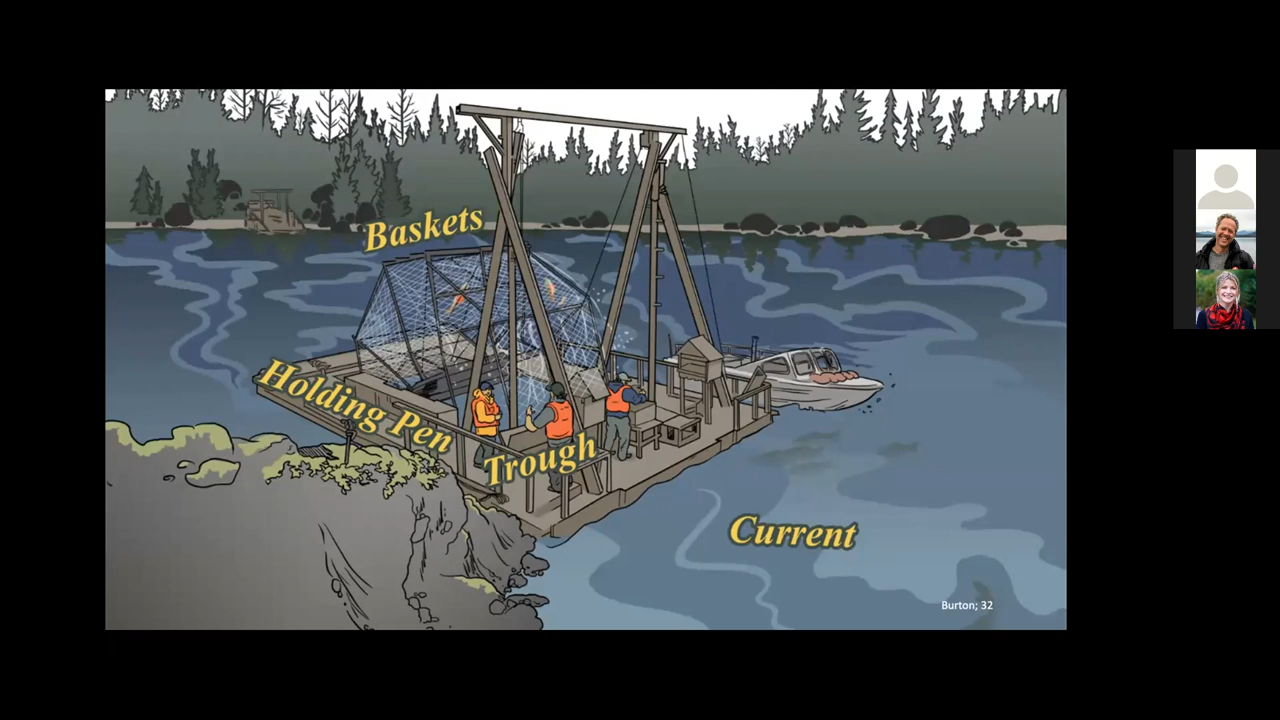 Baskets
Holding Pen
Trough
Current
Burton; 32